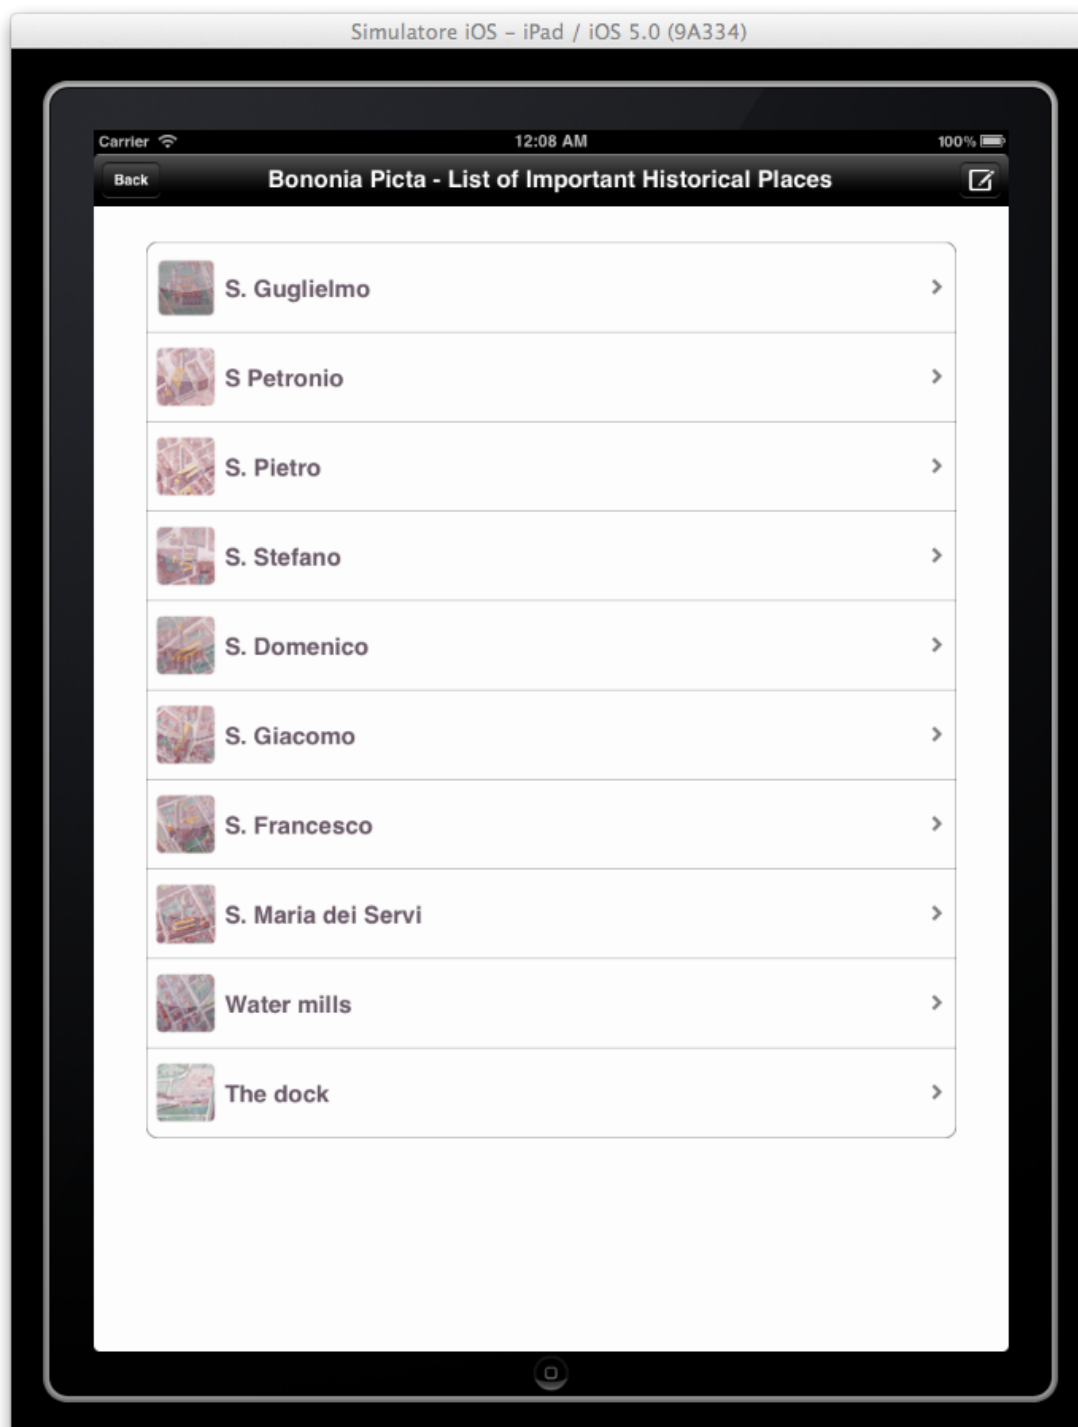 Simulatore iOS – iPad / iOS 5.0 (9A334)
Carrier 12:08 AM 100%
Back Bononia Picta - List of Important Historical Places
S. Guglielmo
S Petronio
S. Pietro
S. Stefano
S. Domenico
S. Giacomo
S. Francesco
S. Maria dei Servi
Water mills
The dock